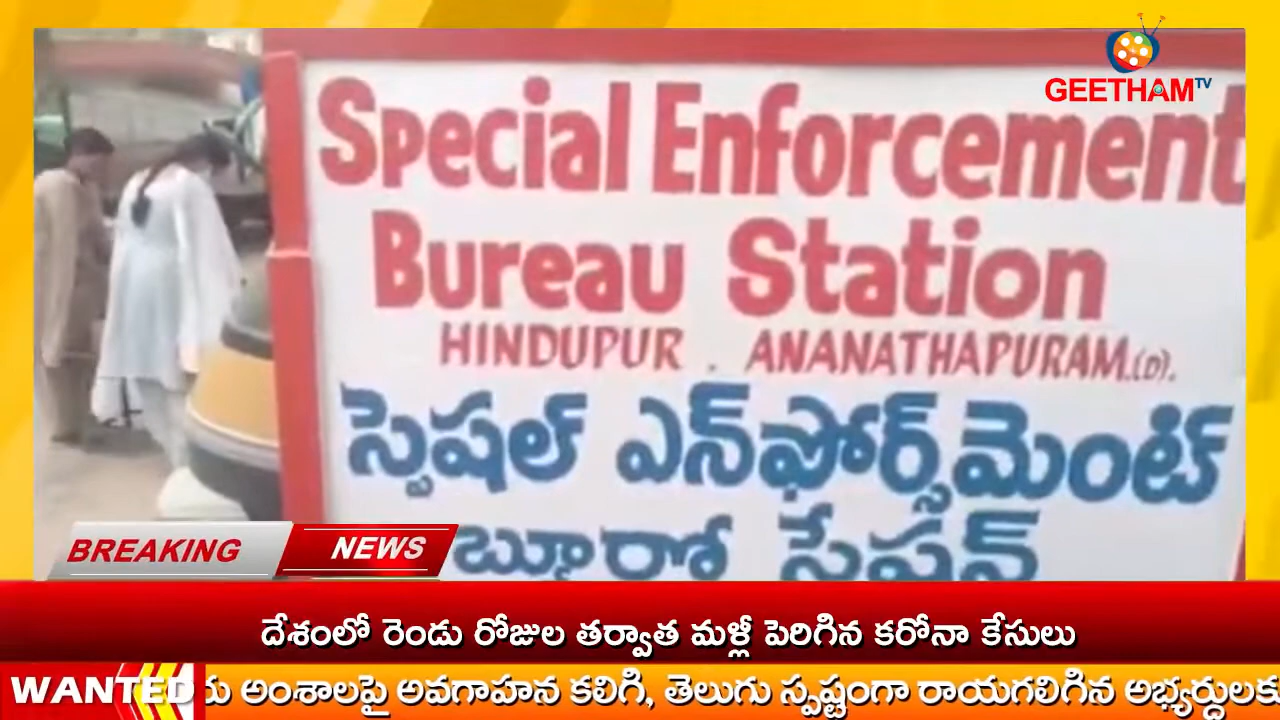 GEETHAM TV
Special Enforcement
Bureau Station
HINDUPUR . ANANATHAPURAM.(D).
స్పెషల్ ఎన్‌ఫోర్స్‌మెంట్
బ్యూరో స్టేషన్
BREAKING NEWS
దేశంలో రెండు రోజుల తర్వాత మళ్లీ పెరిగిన కరోనా కేసులు
WANTED అంశాలపై అవగాహన కలిగి, తెలుగు స్పష్టంగా రాయగలిగిన అభ్యర్థులకు